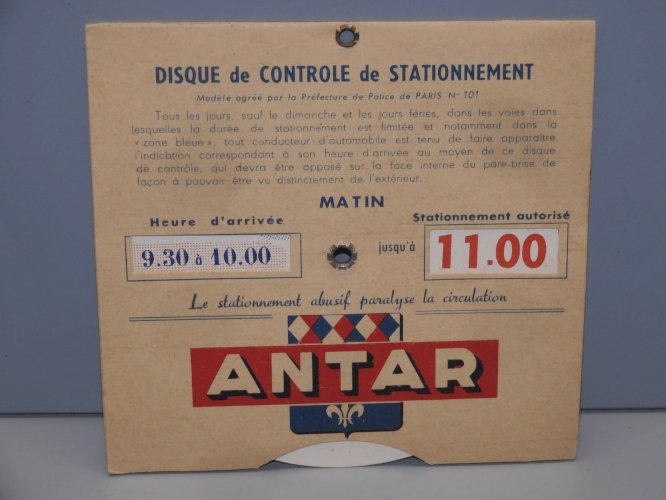 DISQUE de CONTROLE de STATIONNEMENT
Modèle agréé par la Préfecture de Police de PARIS N° 101
Tous les jours, sauf le dimanche et les jours fériés, dans les voies dans
lesquelles la durée de stationnement est limitée et notamment dans la
« zone bleue », tout conducteur d'automobile est tenu de faire apparaître
l'indication correspondant à son heure d'arrivée au moyen de ce disque
de contrôle, qui devra être apposé sur la face interne du pare-brise de
façon à pouvoir être vu distinctement de l'extérieur.
MATIN
Heure d'arrivée
Stationnement autorisé
9.30 à 10.00
jusqu'à
11.00
Le stationnement abusif paralyse la circulation
ANTAR